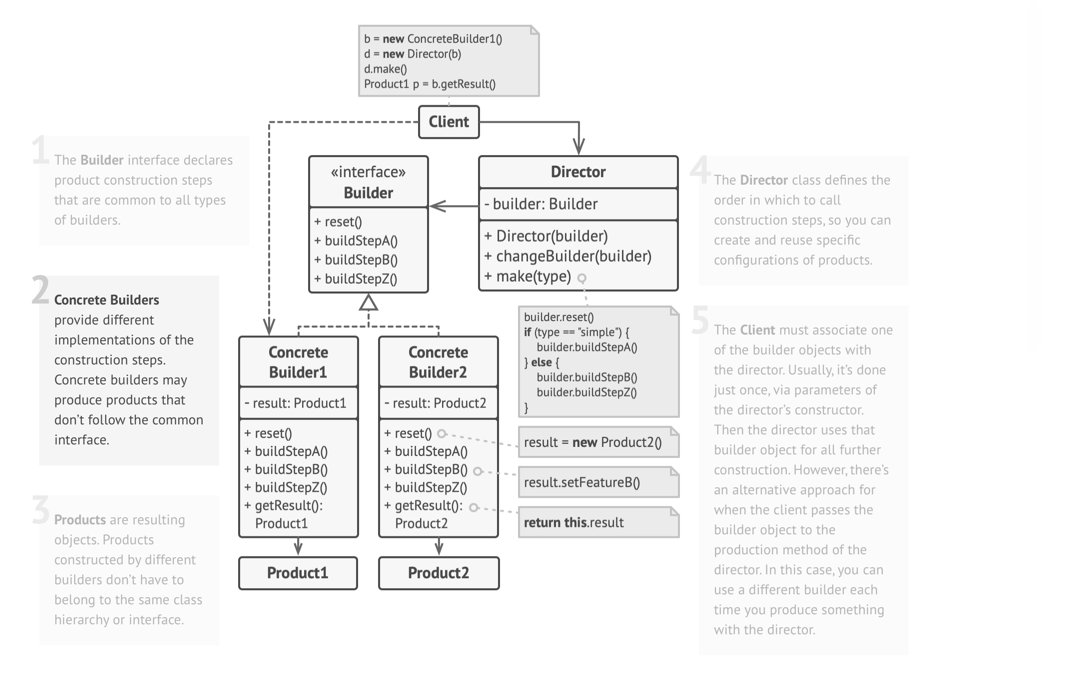 b = new ConcreteBuilder1()
d = new Director(b)
d.make()
Product1 p = b.getResult()
Client
1
The Builder interface declares
product construction steps
that are common to all types
of builders.
«interface»
Builder
+ reset()
+ buildStepA()
+ buildStepB()
+ buildStepZ()
Director
- builder: Builder
+ Director(builder)
+ changeBuilder(builder)
+ make(type)
4
The Director class defines the
order in which to call
construction steps, so you can
create and reuse specific
configurations of products.
2
Concrete Builders
provide different
implementations of the
construction steps.
Concrete builders may
produce products that
don't follow the common
interface.
Concrete
Builder1
- result: Product1
+ reset()
+ buildStepA()
+ buildStepB()
+ buildStepZ()
+ getResult():
Product1
Concrete
Builder2
- result: Product2
+ reset()
+ buildStepA()
+ buildStepB()
+ buildStepZ()
+ getResult():
Product2
builder.reset()
if (type == "simple") {
builder.buildStepA()
} else {
builder.buildStepB()
builder.buildStepZ()
}
result = new Product2()
result.setFeatureB()
return this.result
5
The Client must associate one
of the builder objects with
the director. Usually, it's done
just once, via parameters of
the director's constructor.
Then the director uses that
builder object for all further
construction. However, there's
an alternative approach for
when the client passes the
builder object to the
production method of the
director. In this case, you can
use a different builder each
time you produce something
with the director.
3
Products are resulting
objects. Products
constructed by different
builders don't have to
belong to the same class
hierarchy or interface.
Product1
Product2